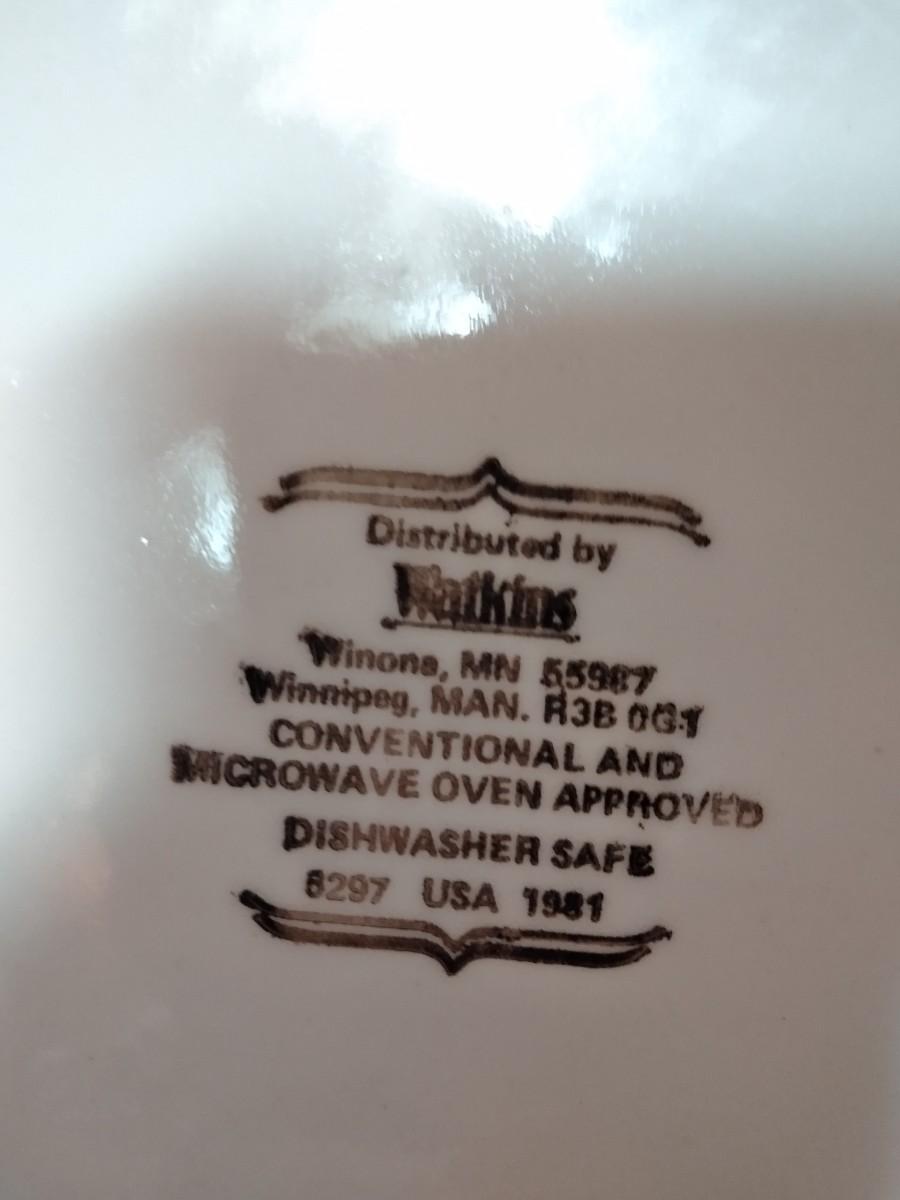 Distributed by
Watkins
Winona, MN 55987
Winnipeg, MAN. R3B 0G1
CONVENTIONAL AND
MICROWAVE OVEN APPROVED
DISHWASHER SAFE
USA 1981